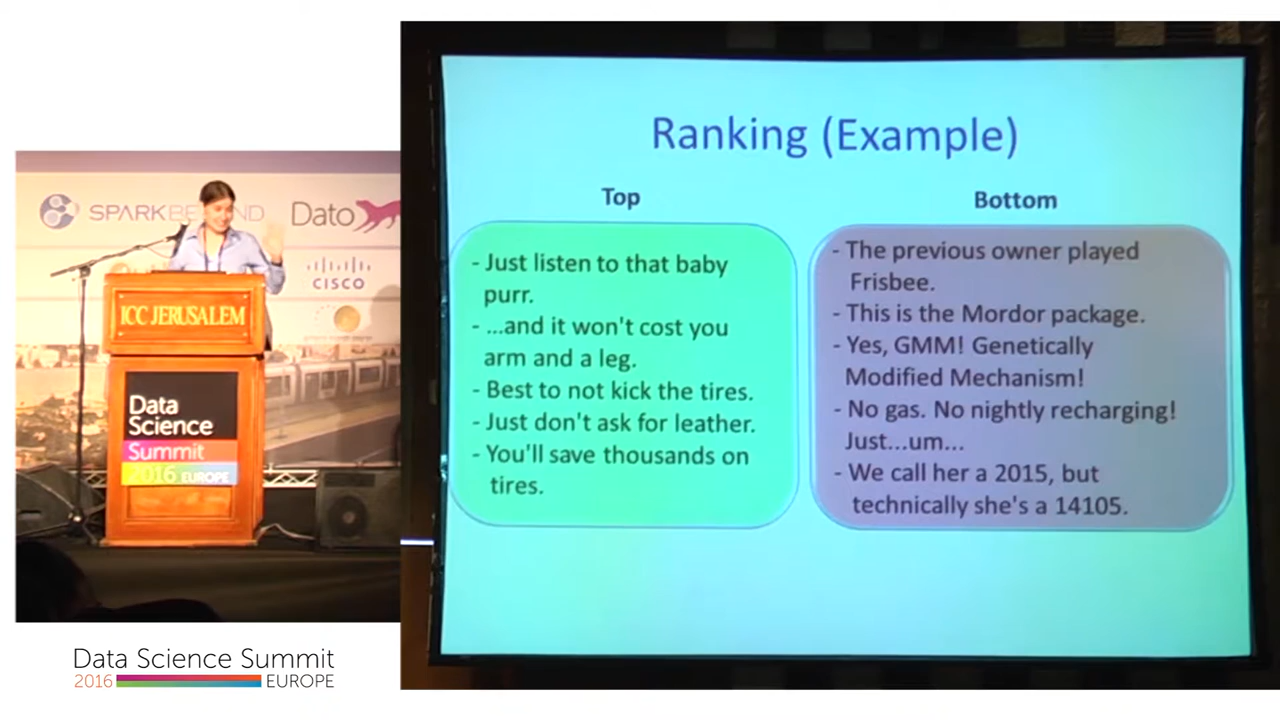 SPARKBEYOND
Dato
CISCO
ICC JERUSALEM
Data
Science
Summit
2016 EUROPE
Data Science Summit
2016 EUROPE
Ranking (Example)
Top
- Just listen to that baby
purr.
- ...and it won't cost you
arm and a leg.
- Best to not kick the tires.
- Just don't ask for leather.
- You'll save thousands on
tires.
Bottom
- The previous owner played
Frisbee.
- This is the Mordor package.
- Yes, GMM! Genetically
Modified Mechanism!
- No gas. No nightly recharging!
Just...um...
- We call her a 2015, but
technically she's a 14105.